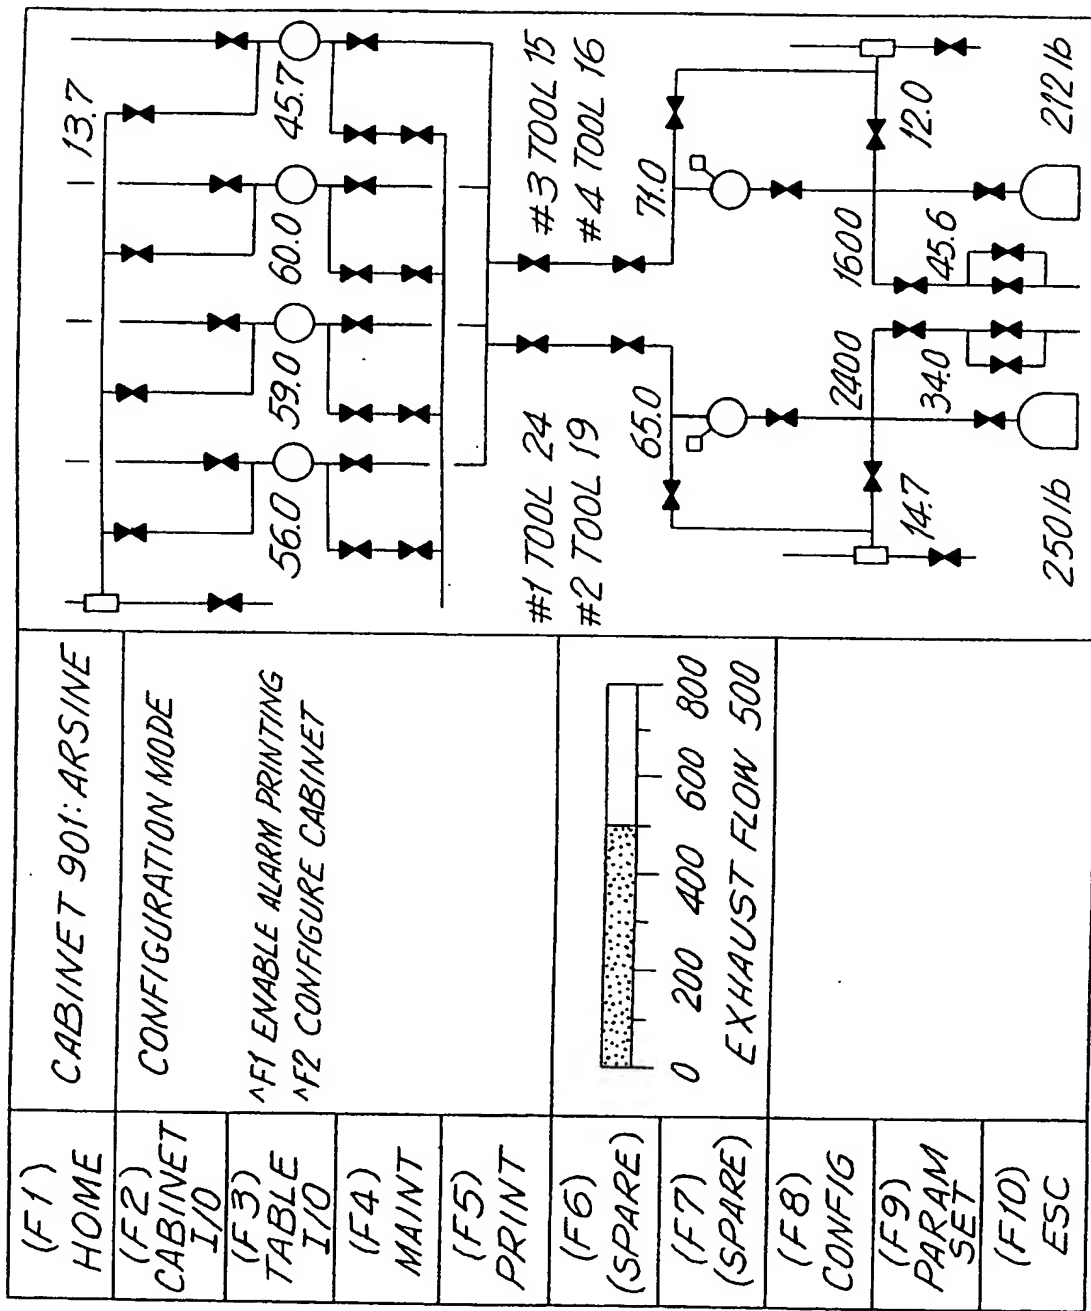 (F1)
HOME
(F2)
CABINET
I/O
(F3)
TABLE
I/O
(F4)
MAINT
(F5)
PRINT
(F6)
(SPARE)
(F7)
(SPARE)
(F8)
CONFIG
(F9)
PARAM
SET
(F10)
ESC
CABINET 901: ARSINE
CONFIGURATION MODE
^F1 ENABLE ALARM PRINTING
^F2 CONFIGURE CABINET
0 200 400 600 800
EXHAUST FLOW 500
13.7
56.0
59.0
60.0
45.7
#1 TOOL 24
#2 TOOL 19
#3 TOOL 15
#4 TOOL 16
65.0
71.0
2400
1600
14.7
34.0
45.6
12.0
250 lb
212 lb